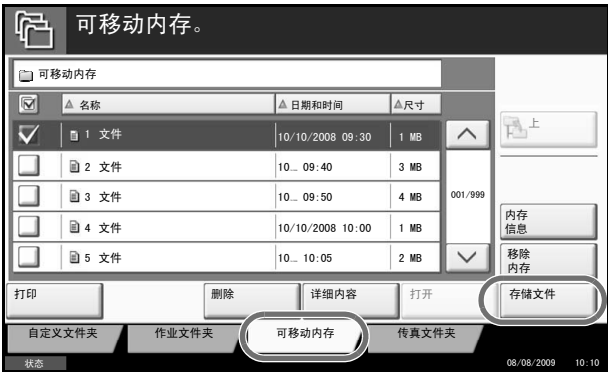 可移动内存。
可移动内存
名称 日期和时间 尺寸
1 文件 10/10/2008 09:30 1 MB
上
2 文件 10... 09:40 3 MB
3 文件 10... 09:50 4 MB
001/999
4 文件 10/10/2008 10:00 1 MB
内存
信息
5 文件 10... 10:05 2 MB
移除
内存
打印 删除 详细内容 打开 存储文件
自定义文件夹 作业文件夹 可移动内存 传真文件夹
状态 08/08/2009 10:10